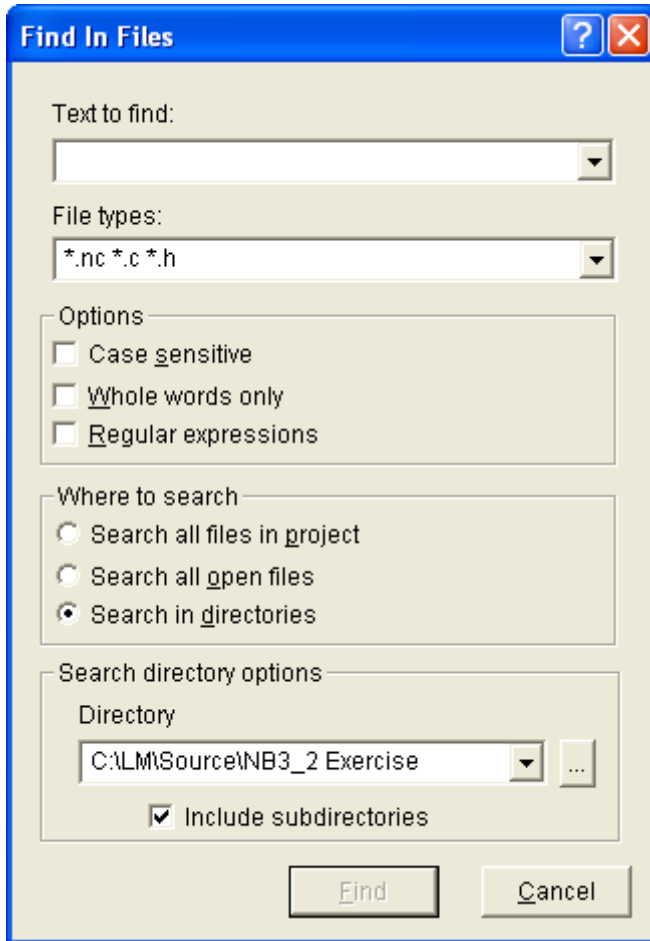 Find In Files
Text to find:
File types:
*.nc *.c *.h
Options
Case sensitive
Whole words only
Regular expressions
Where to search
Search all files in project
Search all open files
Search in directories
Search directory options
Directory
C:\LM\Source\NB3_2 Exercise
...
Include subdirectories
Find Cancel